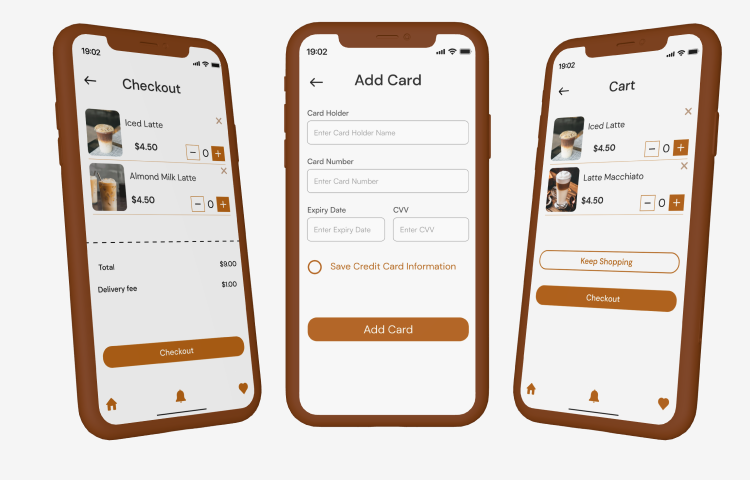 19:02
Checkout
Iced Latte
x
$4.50
− 0 +
Almond Milk Latte
x
$4.50
− 0 +
Total $9.00
Delivery fee $1.00
Checkout
19:02
Add Card
Card Holder
Enter Card Holder Name
Card Number
Enter Card Number
Expiry Date CVV
Enter Expiry Date Enter CVV
Save Credit Card Information
Add Card
19:02
Cart
Iced Latte
x
$4.50
− 0 +
Latte Macchiato
x
$4.50
− 0 +
Keep Shopping
Checkout